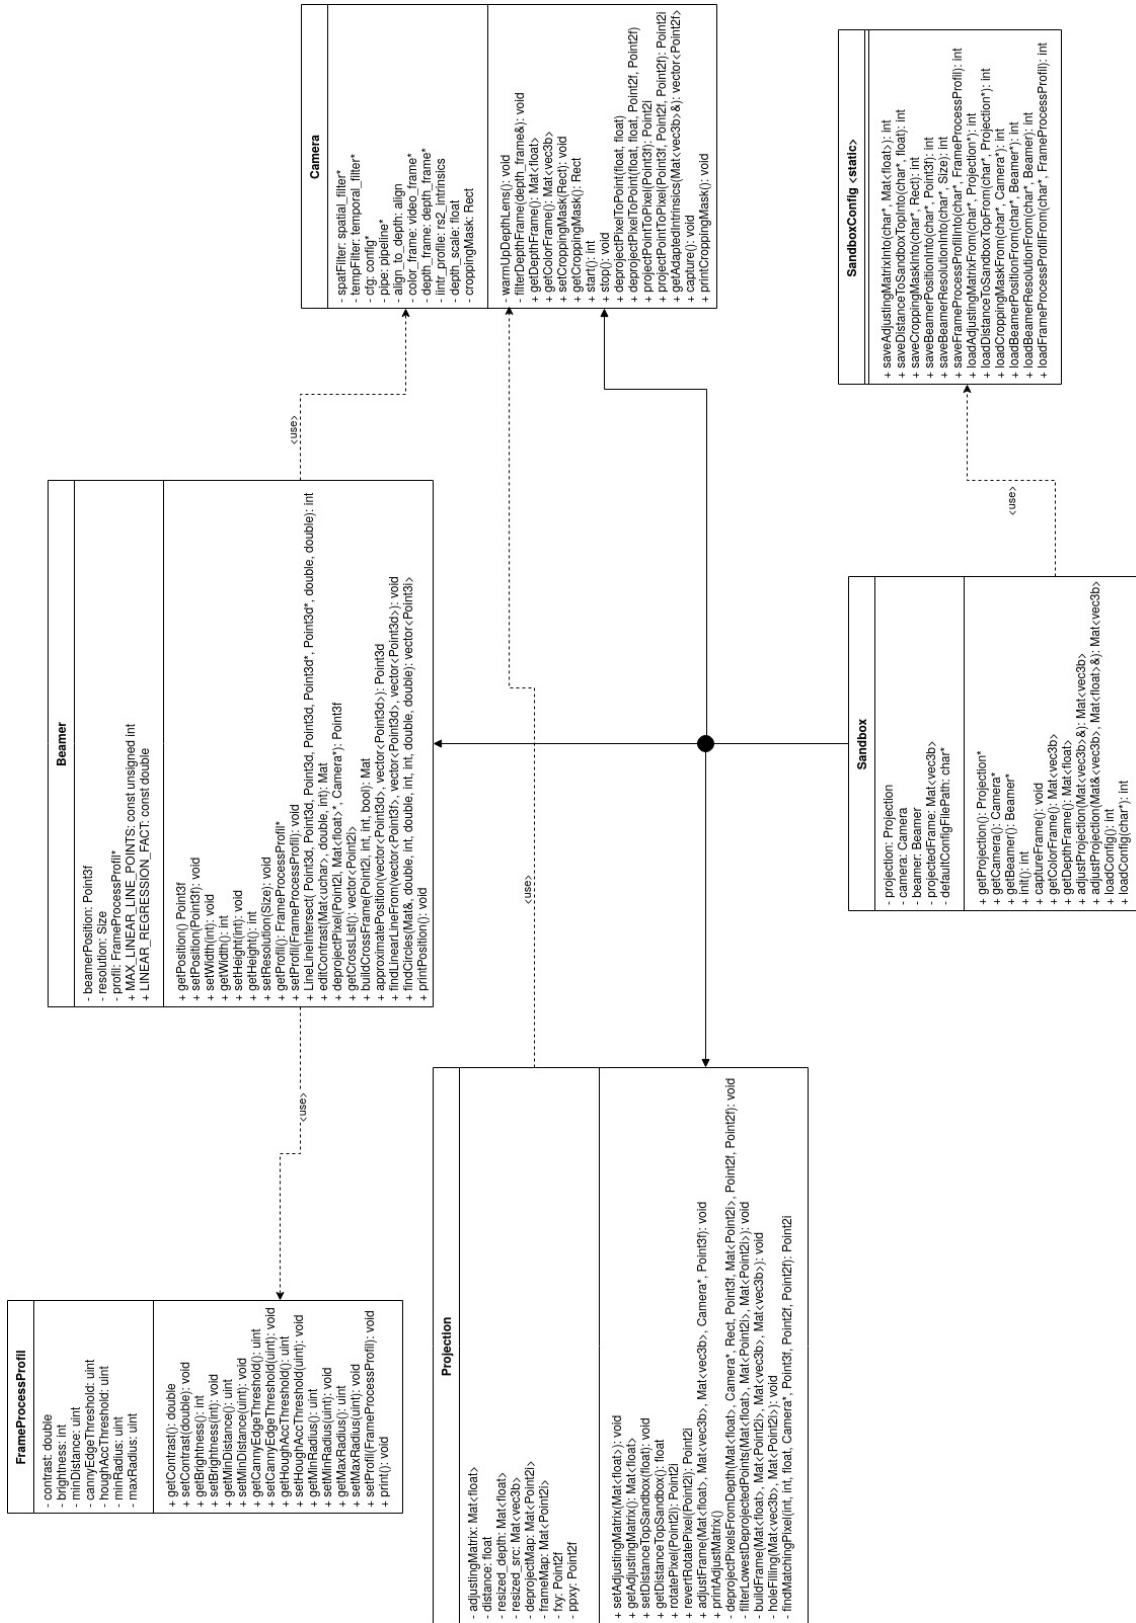 FrameProcessProfil
- contrast: double
- brightness: int
- minDistance: uint
- cannyEdgeThreshold: uint
- houghAccThreshold: uint
- minRadius: uint
- maxRadius: uint
+ getContrast(): double
+ setContrast(double): void
+ getBrightness(): int
+ setBrightness(int): void
+ getMinDistance(): uint
+ setMinDistance(uint): void
+ getCannyEdgeThreshold(): uint
+ setCannyEdgeThreshold(uint): void
+ getHoughAccThreshold(): uint
+ setHoughAccThreshold(uint): void
+ getMinRadius(): uint
+ setMinRadius(uint): void
+ getMaxRadius(): uint
+ setMaxRadius(uint): void
+ setProfil(FrameProcessProfil): void
+ print(): void
<use>
Beamer
- beamerPosition: Point3f
- resolution: Size
- profil: FrameProcessProfil*
+ MAX_LINEAR_LINE_POINTS: const unsigned int
+ LINEAR_REGRESSION_FACT: const double
+ getPosition() Point3f
+ setPosition(Point3f): void
+ setWidth(int): void
+ getWidth(): int
+ setHeight(int): void
+ getHeight(): int
+ setResolution(Size): void
+ getProfil(): FrameProcessProfil*
+ setProfil(FrameProcessProfil): void
+ LineLineIntersect( Point3d, Point3d, Point3d, Point3d, Point3d*, Point3d*, double, double): int
+ editContrast(Mat<uchar>, double, int): Mat
+ deprojectPixel(Point2i, Mat<float>*, Camera*): Point3f
+ getCrossList(): vector<Point2i>
+ buildCrossFrame(Point2i, int, int, bool): Mat
+ approximatePosition(vector<Point3d>, vector<Point3d>): Point3d
+ findLinearLineFrom(vector<Point3f>, vector<Point3d>, vector<Point3d>): void
+ findCircles(Mat&, double, int, double, int, int, double, double): vector<Point3i>
+ printPosition(): void
<use>
Camera
- spatFilter: spatial_filter*
- tempFilter: temporal_filter*
- cfg: config*
- pipe: pipeline*
- align_to_depth: align
- color_frame: video_frame*
- depth_frame: depth_frame*
- iintr_profile: rs2_intrinsics
- depth_scale: float
- croppingMask: Rect
- warmUpDepthLens(): void
- filterDepthFrame(depth_frame&): void
+ getDepthFrame(): Mat<float>
+ getColorFrame(): Mat<vec3b>
+ setCroppingMask(Rect): void
+ getCroppingMask(): Rect
+ start(): int
+ stop(): void
+ deprojectPixelToPoint(float, float)
+ deprojectPixelToPoint(float, float, Point2f, Point2f)
+ projectPointToPixel(Point3f): Point2i
+ projectPointToPixel(Point3f, Point2f, Point2f): Point2i
+ getAdaptedIntrinsics(Mat<vec3b>&): vector<Point2f>
+ capture(): void
+ printCroppingMask(): void
Projection
- adjustingMatrix: Mat<float>
- distance: float
- resized_depth: Mat<float>
- resized_src: Mat<vec3b>
- deprojectMap: Mat<Point2i>
- frameMap: Mat<Point2i>
- fxy: Point2f
- ppxy: Point2f
+ setAdjustingMatrix(Mat<float>): void
+ getAdjustingMatrix(): Mat<float>
+ setDistanceTopSandbox(float): void
+ getDistanceTopSandbox(): float
+ rotatePixel(Point2i): Point2i
+ revertRotatePixel(Point2i): Point2i
+ adjustFrame(Mat<float>, Mat<vec3b>, Mat<vec3b>, Camera*, Point3f): void
+ printAdjustMatrix()
- deprojectPixelsFromDepth(Mat<float>, Camera*, Rect, Point3f, Mat<Point2i>, Point2f, Point2f): void
- filterLowestDeprojectedPoints(Mat<float>, Mat<Point2i>, Mat<Point2i>): void
- buildFrame(Mat<float>, Mat<Point2i>, Mat<vec3b>, Mat<vec3b>): void
- holeFilling(Mat<vec3b>, Mat<Point2i>): void
- findMatchingPixel(int, int, float, Camera*, Point3f, Point2f, Point2f): Point2i
<use>
Sandbox
- projection: Projection
- camera: Camera
- beamer: Beamer
- projectedFrame: Mat<vec3b>
- defaultConfigFilePath: char*
+ getProjection(): Projection*
+ getCamera(): Camera*
+ getBeamer(): Beamer*
+ init(): int
+ captureFrame(): void
+ getColorFrame(): Mat<vec3b>
+ getDepthFrame(): Mat<float>
+ adjustProjection(Mat<vec3b>&): Mat<vec3b>
+ adjustProjection(Mat&<vec3b>, Mat<float>&): Mat<vec3b>
+ loadConfig(): int
+ loadConfig(char*): int
<use>
SandboxConfig <static>
+ saveAdjustingMatrixInto(char*, Mat<float>): int
+ saveDistanceToSandboxTopInto(char*, float): int
+ saveCroppingMaskInto(char*, Rect): int
+ saveBeamerPositionInto(char*, Point3f): int
+ saveBeamerResolutionInto(char*, Size): int
+ saveFrameProcessProfilInto(char*, FrameProcessProfil): int
+ loadAdjustingMatrixFrom(char*, Projection*): int
+ loadDistanceToSandboxTopFrom(char*, Projection*): int
+ loadCroppingMaskFrom(char*, Camera*): int
+ loadBeamerPositionFrom(char*, Beamer*): int
+ loadBeamerResolutionFrom(char*, Beamer): int
+ loadFrameProcessProfilFrom(char*, FrameProcessProfil): int